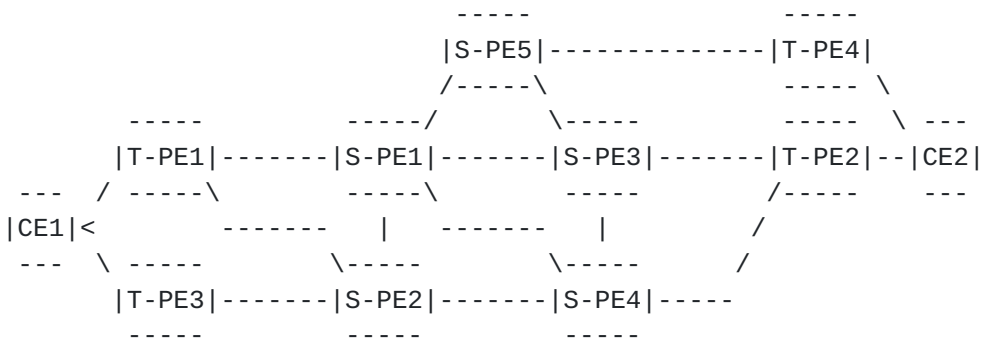 S-PE5 T-PE4
T-PE1 S-PE1 S-PE3 T-PE2 CE2
CE1
T-PE3 S-PE2 S-PE4